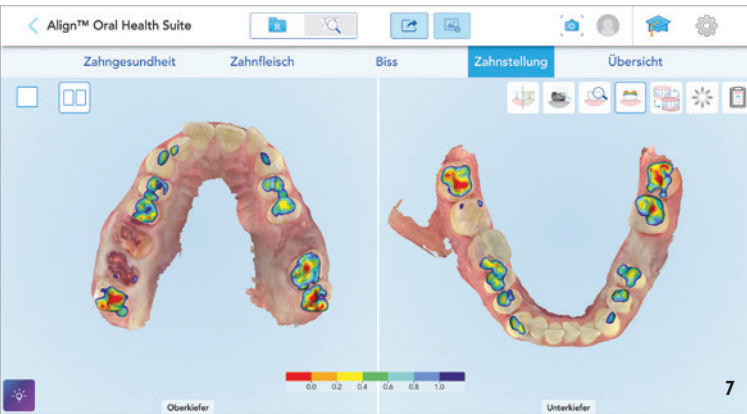 Align™ Oral Health Suite
Zahngesundheit Zahnfleisch Biss Zahnstellung Übersicht
0.0 0.2 0.4 0.6 0.8 1.0
Oberkiefer Unterkiefer
7